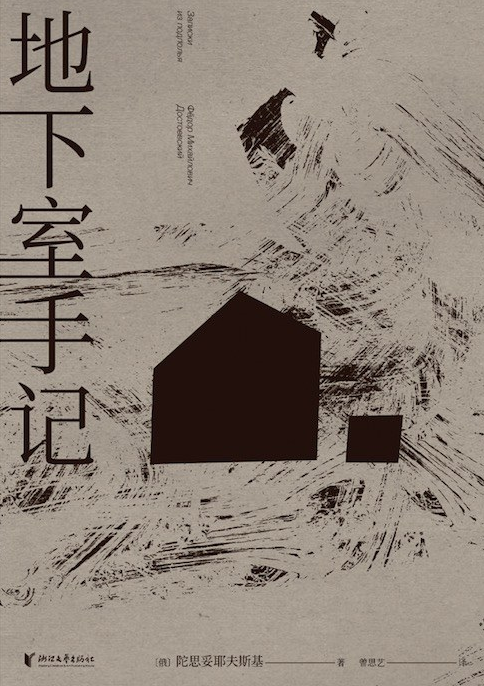 地下室手记
Записки
из подполья
Фёдор Михайлович
Достоевский
浙江文艺出版社
[俄] 陀思妥耶夫斯基 著 曾思艺 译